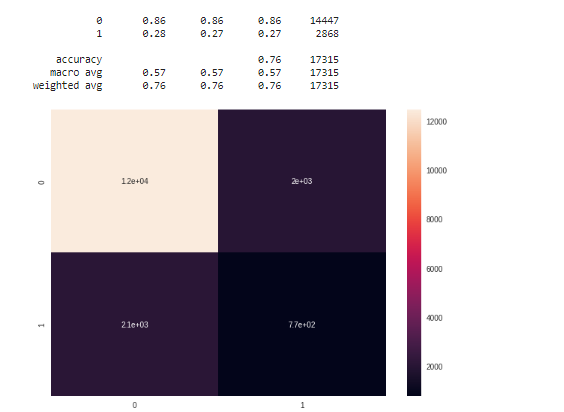 0 0.86 0.86 0.86 14447
1 0.28 0.27 0.27 2868
accuracy 0.76 17315
macro avg 0.57 0.57 0.57 17315
weighted avg 0.76 0.76 0.76 17315
12000
10000
8000
6000
4000
2000
0
1.2e+04 2e+03
1
2.1e+03 7.7e+02
0 1